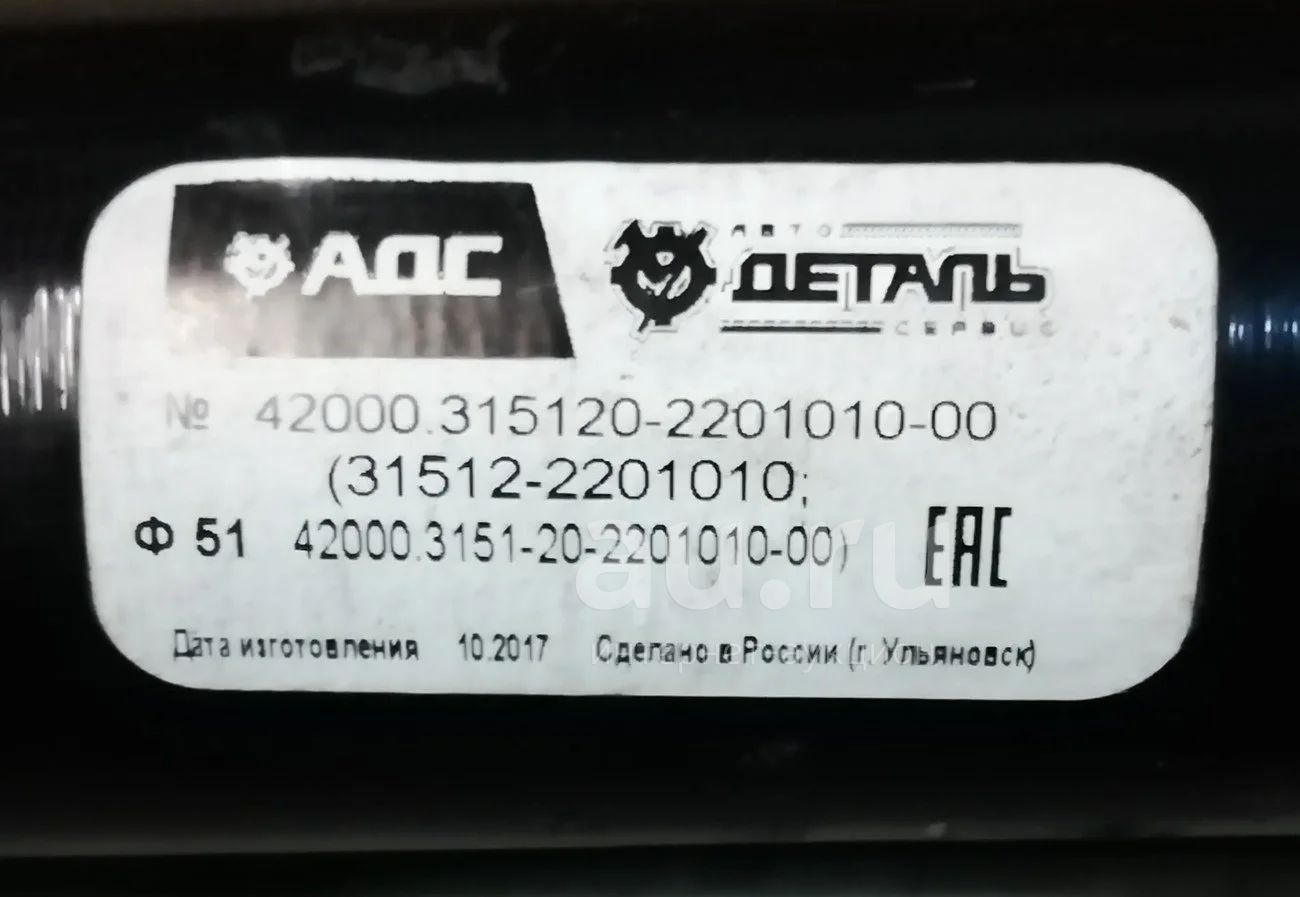 АДС
АВТО
ДЕТАЛЬ
СЕРВИС
№ 42000.315120-2201010-00
(31512-2201010;
Ф 51 42000.3151-20-2201010-00)
ЕАС
au.ru
Дата изготовления 10.2017 Сделано в России (г. Ульяновск)